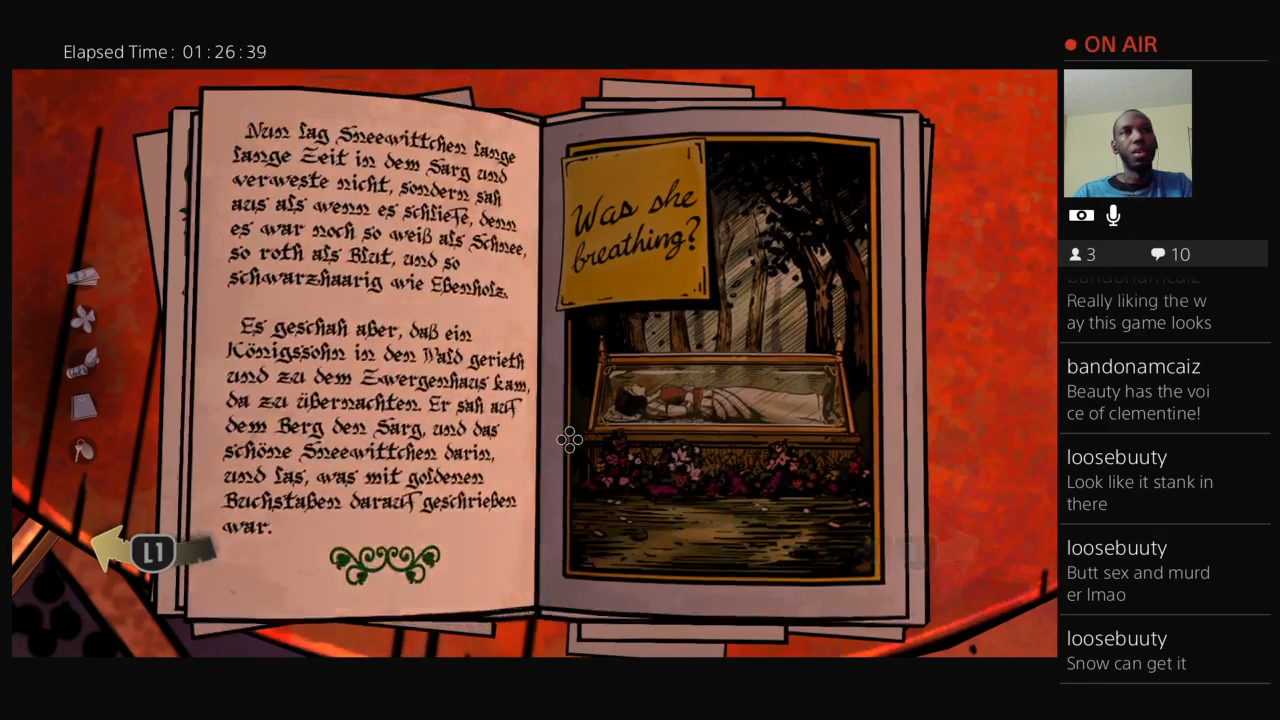 Elapsed Time: 01:26:39
ON AIR
Nun lag Sneewittchen lange
lange Zeit in dem Sarg und
verweste nicht, sondern sah
aus als wenn es schliefe, denn
es war noch so weiß als Schnee,
so roth als Blut, und so
schwarzhaarig wie Ebenholz.
Es geschah aber, daß ein
Königssohn in den Wald gerieth
und zu dem Zwergenhaus kam,
da zu übernachten. Er sah auf
dem Berg den Sarg, und das
schöne Sneewittchen darin,
und las, was mit goldenen
Buchstaben darauf geschrieben
war.
Was she
breathing?
L1
3
10
bandonamcaiz
Really liking the w
ay this game looks
bandonamcaiz
Beauty has the voi
ce of clementine!
loosebuuty
Look like it stank in
there
loosebuuty
Butt sex and murd
er lmao
loosebuuty
Snow can get it